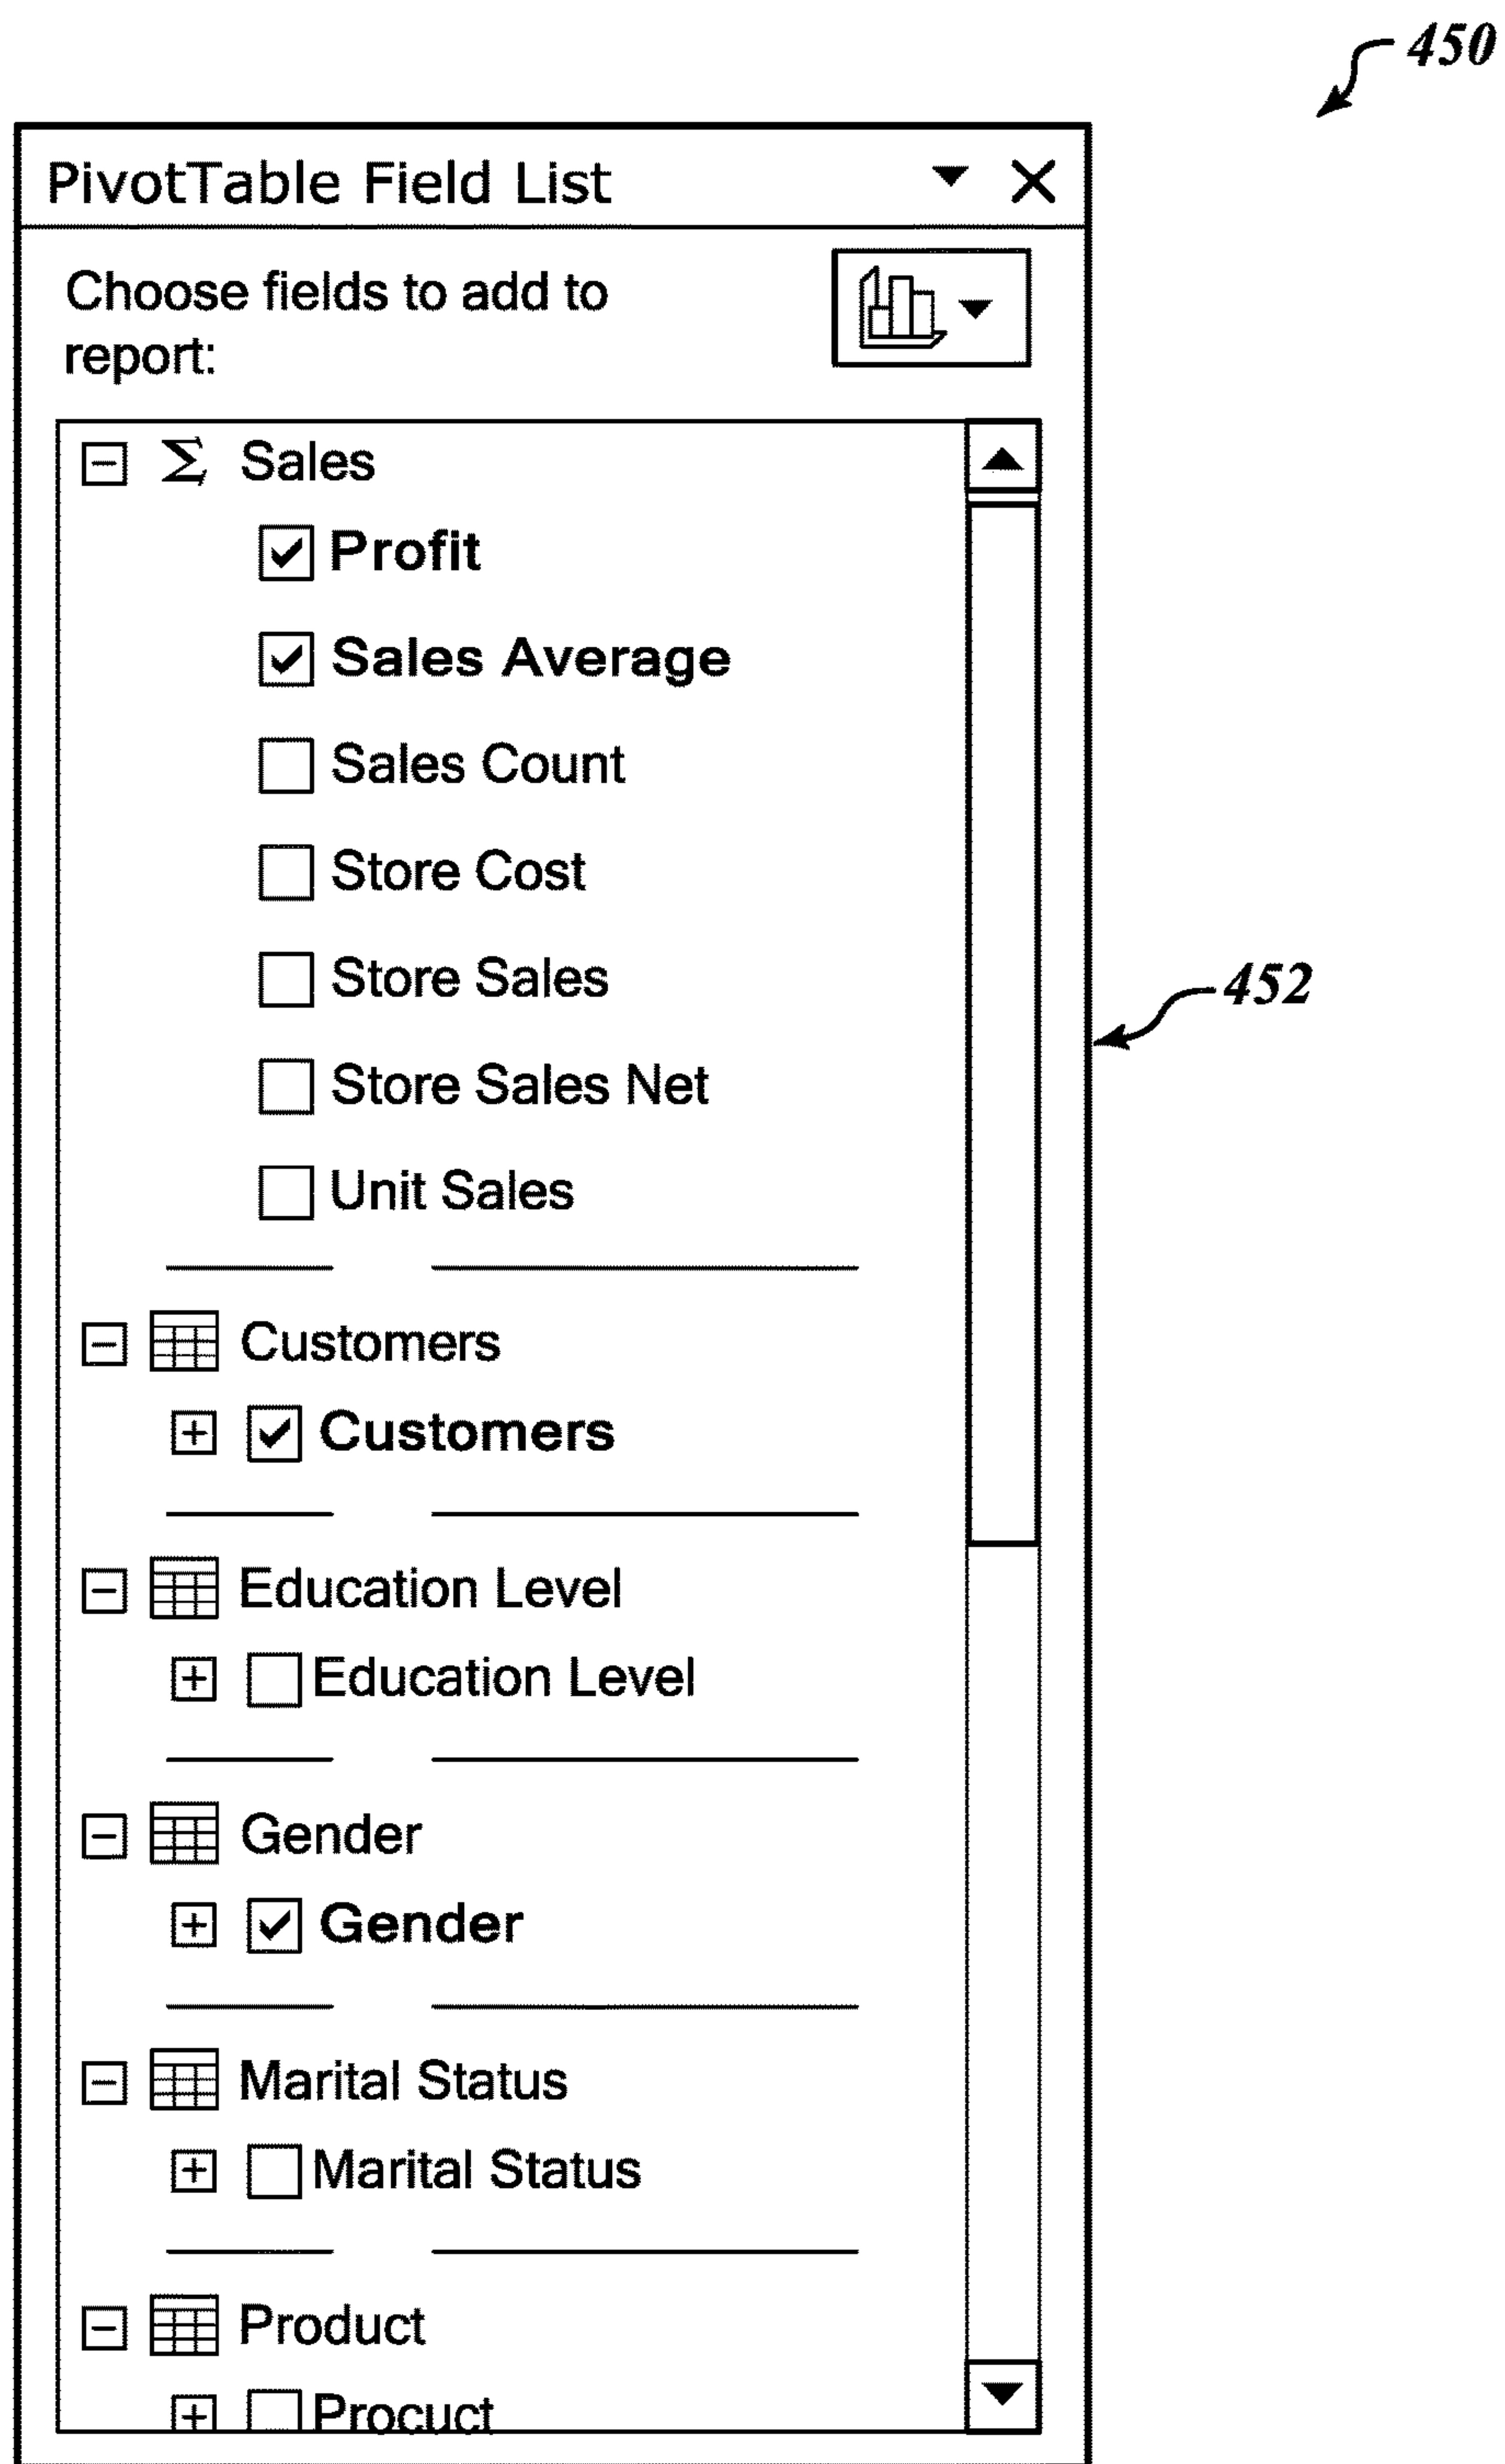 450
PivotTable Field List
Choose fields to add to
report:
Σ Sales
Profit
Sales Average
Sales Count
Store Cost
Store Sales
452
Store Sales Net
Unit Sales
Customers
Customers
Education Level
Education Level
Gender
Gender
Marital Status
Marital Status
Product
Procuct